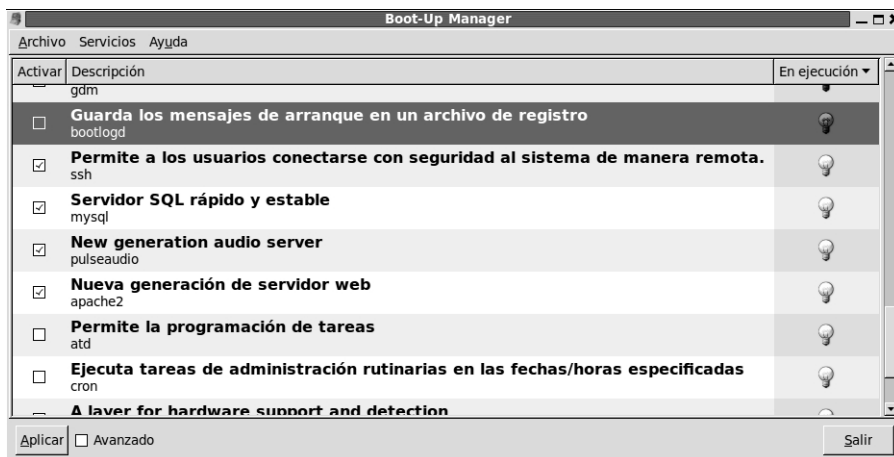 Boot-Up Manager
Archivo Servicios Ayuda
Activar Descripción En ejecución
gdm
Guarda los mensajes de arranque en un archivo de registro
bootlogd
Permite a los usuarios conectarse con seguridad al sistema de manera remota.
ssh
Servidor SQL rápido y estable
mysql
New generation audio server
pulseaudio
Nueva generación de servidor web
apache2
Permite la programación de tareas
atd
Ejecuta tareas de administración rutinarias en las fechas/horas especificadas
cron
A layer for hardware support and detection
Aplicar Avanzado Salir